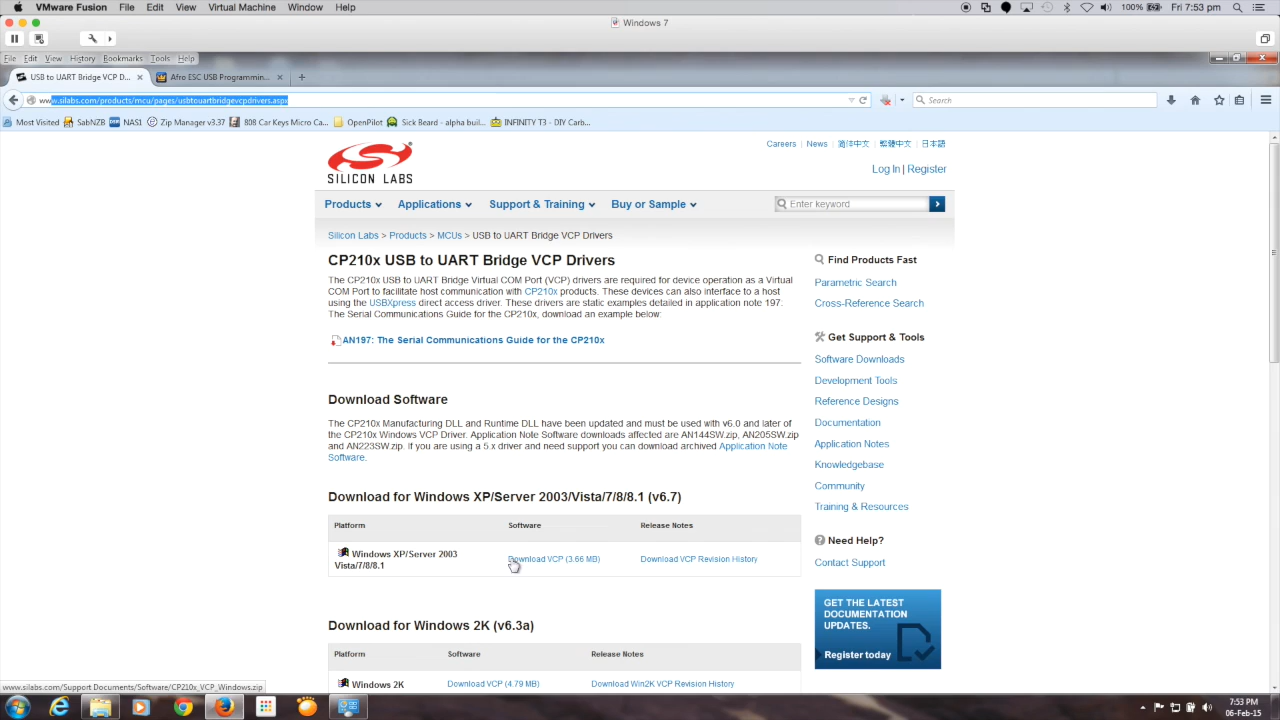 VMware Fusion File Edit View Virtual Machine Window Help 100% Fri 7:53 pm
Windows 7
File Edit View History Bookmarks Tools Help
USB to UART Bridge VCP D... Afro ESC USB Programmin...
www.silabs.com/products/mcu/pages/usbtouartbridgevcpdrivers.aspx Search
Most Visited SabNZB NAS1 Zip Manager v3.37 808 Car Keys Micro Ca... OpenPilot Sick Beard - alpha buil... INFINITY T3 - DIY Carb...
Careers News 简体中文 繁體中文 日本語
SILICON LABS
Log In | Register
Products Applications Support & Training Buy or Sample Enter keyword
Silicon Labs > Products > MCUs > USB to UART Bridge VCP Drivers
CP210x USB to UART Bridge VCP Drivers
The CP210x USB to UART Bridge Virtual COM Port (VCP) drivers are required for device operation as a Virtual
COM Port to facilitate host communication with CP210x products. These devices can also interface to a host
using the USBXpress direct access driver. These drivers are static examples detailed in application note 197:
The Serial Communications Guide for the CP210x, download an example below:
AN197: The Serial Communications Guide for the CP210x
Download Software
The CP210x Manufacturing DLL and Runtime DLL have been updated and must be used with v6.0 and later of
the CP210x Windows VCP Driver. Application Note Software downloads affected are AN144SW.zip, AN205SW.zip
and AN223SW.zip. If you are using a 5.x driver and need support you can download archived Application Note
Software.
Download for Windows XP/Server 2003/Vista/7/8/8.1 (v6.7)
Platform Software Release Notes
Windows XP/Server 2003
Vista/7/8/8.1
Download VCP (3.66 MB) Download VCP Revision History
Download for Windows 2K (v6.3a)
Platform Software Release Notes
Windows 2K Download VCP (4.79 MB) Download Win2K VCP Revision History
Find Products Fast
Parametric Search
Cross-Reference Search
Get Support & Tools
Software Downloads
Development Tools
Reference Designs
Documentation
Application Notes
Knowledgebase
Community
Training & Resources
Need Help?
Contact Support
GET THE LATEST
DOCUMENTATION
UPDATES.
Register today
www.silabs.com/Support Documents/Software/CP210x_VCP_Windows.zip
7:53 PM
06-Feb-15